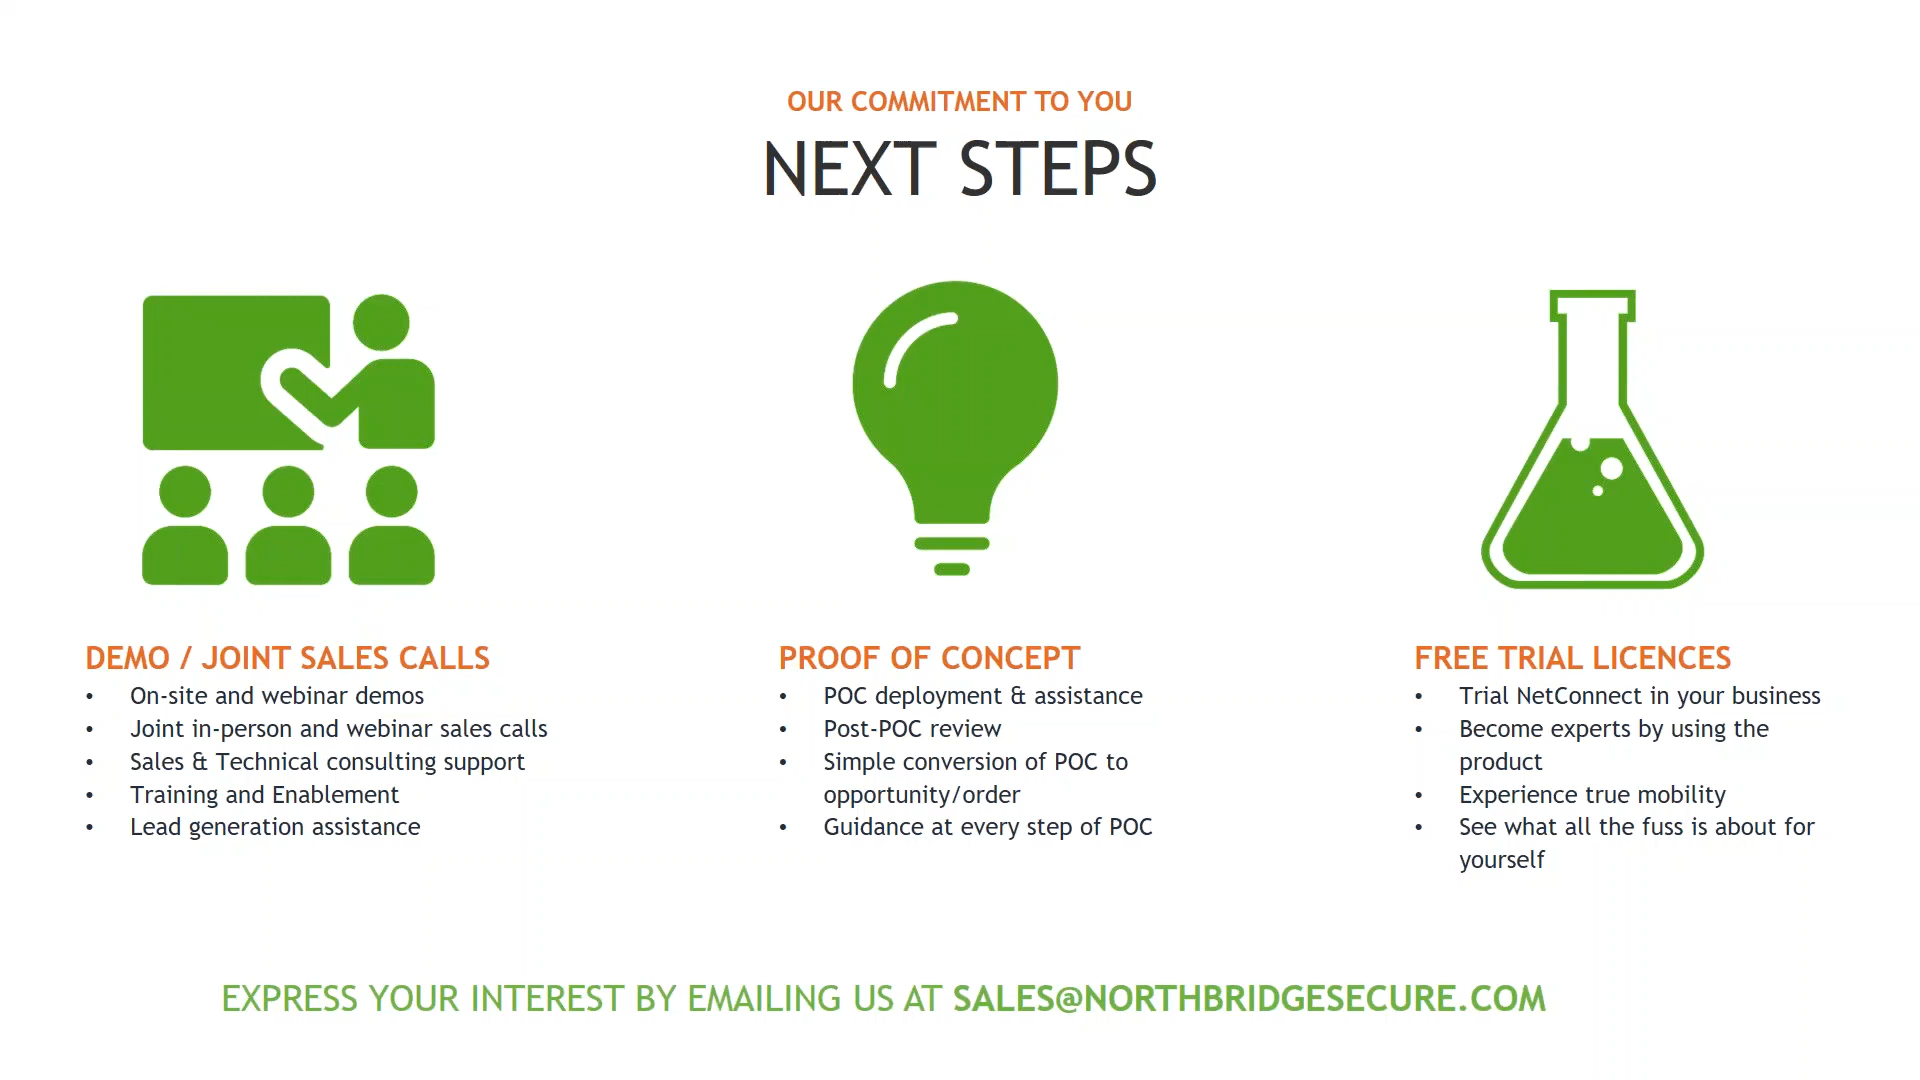 OUR COMMITMENT TO YOU
NEXT STEPS
DEMO / JOINT SALES CALLS
• On-site and webinar demos
• Joint in-person and webinar sales calls
• Sales & Technical consulting support
• Training and Enablement
• Lead generation assistance
PROOF OF CONCEPT
• POC deployment & assistance
• Post-POC review
• Simple conversion of POC to
opportunity/order
• Guidance at every step of POC
FREE TRIAL LICENCES
• Trial NetConnect in your business
• Become experts by using the
product
• Experience true mobility
• See what all the fuss is about for
yourself
EXPRESS YOUR INTEREST BY EMAILING US AT SALES@NORTHBRIDGESECURE.COM